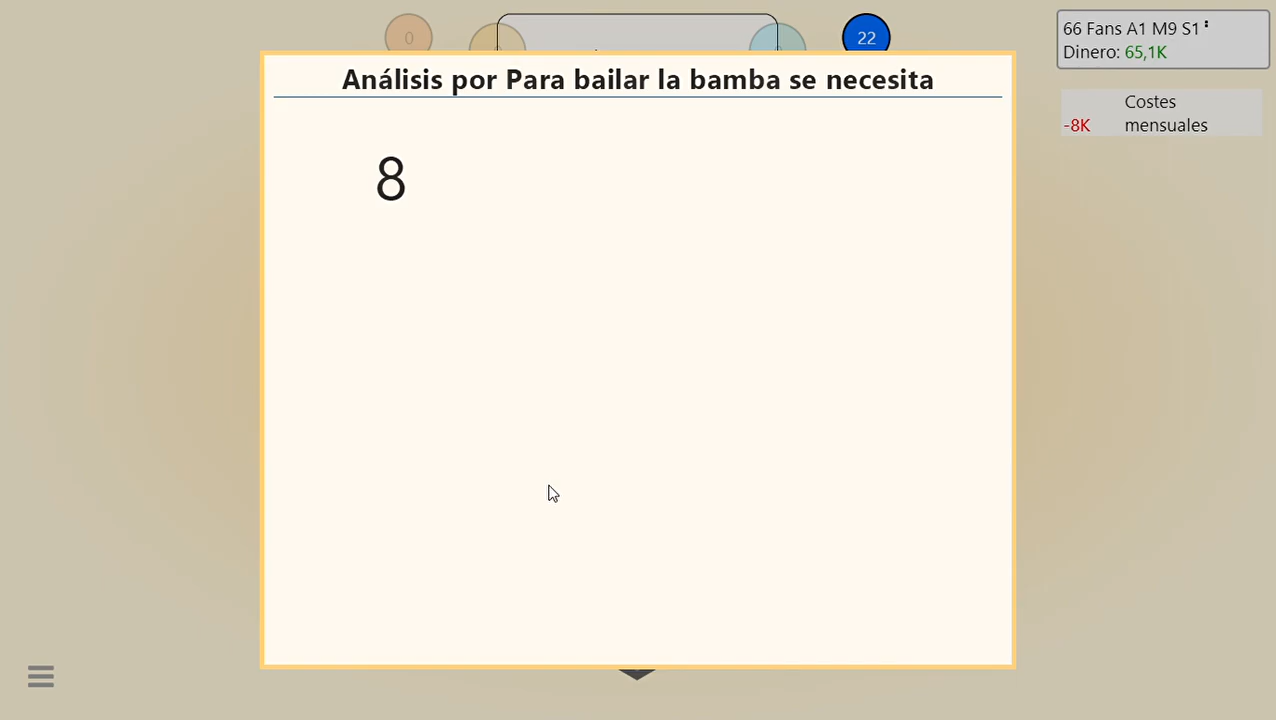 0
22
66 Fans A1 M9 S1
Dinero: 65,1K
Análisis por Para bailar la bamba se necesita
Costes
-8K mensuales
8